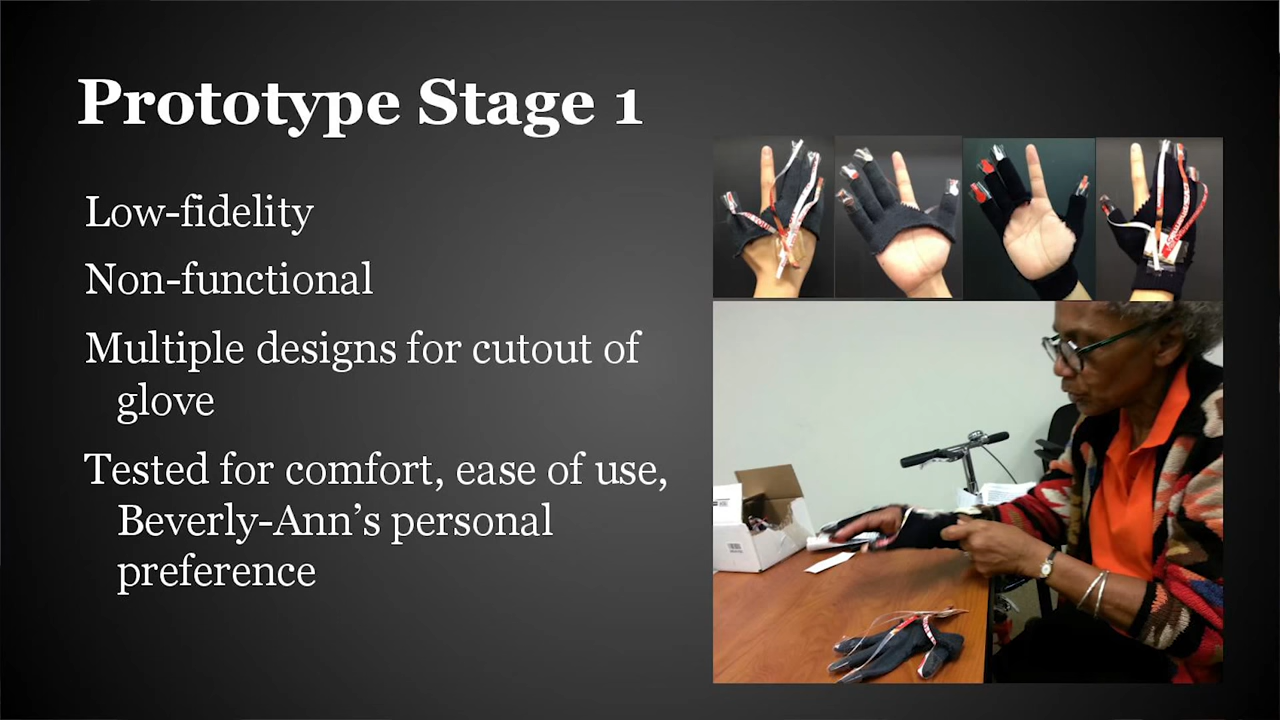 Prototype Stage 1
Low-fidelity
Non-functional
Multiple designs for cutout of
glove
Tested for comfort, ease of use,
Beverly-Ann’s personal
preference